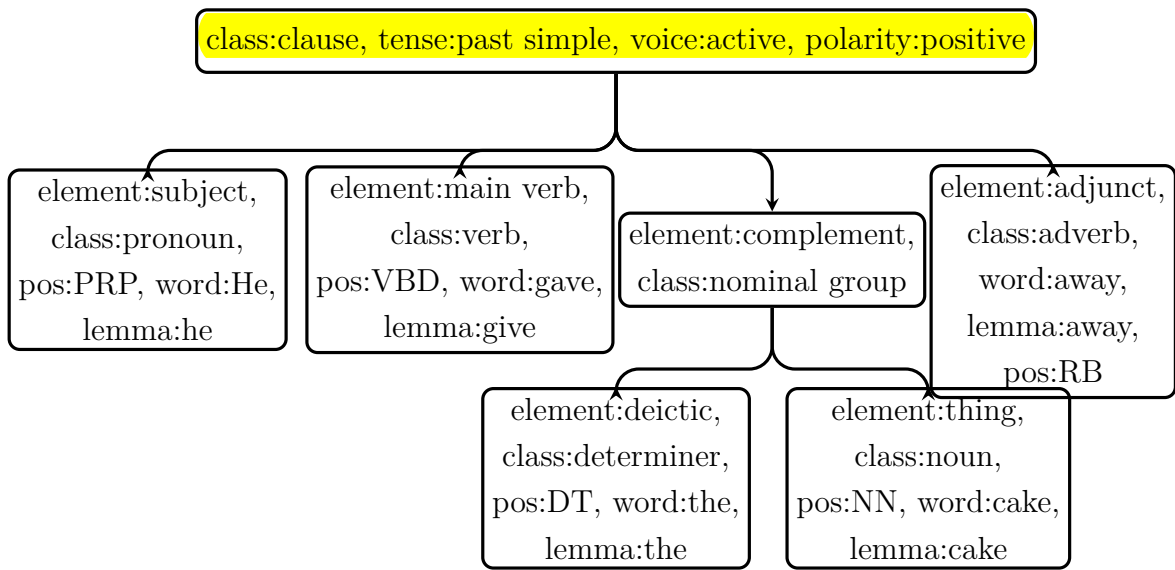 class:clause, tense:past simple, voice:active, polarity:positive
element:subject,
class:pronoun,
pos:PRP, word:He,
lemma:he
element:main verb,
class:verb,
pos:VBD, word:gave,
lemma:give
element:complement,
class:nominal group
element:adjunct,
class:adverb,
word:away,
lemma:away,
pos:RB
element:deictic,
class:determiner,
pos:DT, word:the,
lemma:the
element:thing,
class:noun,
pos:NN, word:cake,
lemma:cake